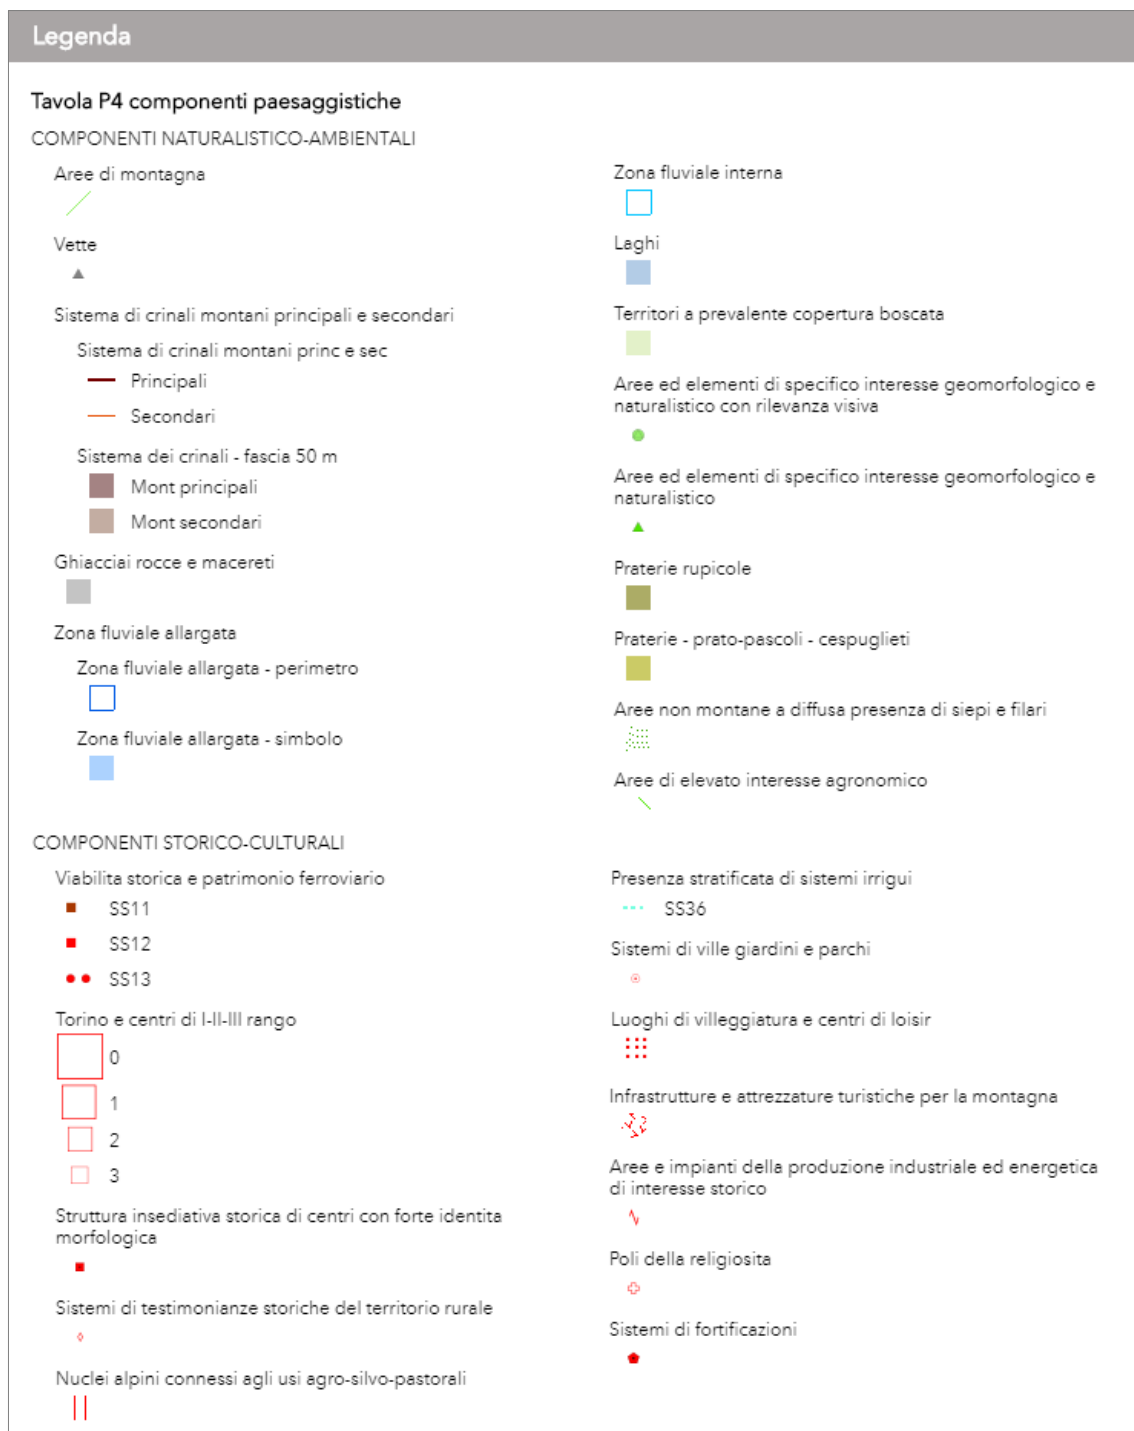 Legenda
Tavola P4 componenti paesaggistiche
COMPONENTI NATURALISTICO-AMBIENTALI
Aree di montagna
Vette
Sistema di crinali montani principali e secondari
Sistema di crinali montani princ e sec
Principali
Secondari
Sistema dei crinali - fascia 50 m
Mont principali
Mont secondari
Ghiacciai rocce e macereti
Zona fluviale allargata
Zona fluviale allargata - perimetro
Zona fluviale allargata - simbolo
Zona fluviale interna
Laghi
Territori a prevalente copertura boscata
Aree ed elementi di specifico interesse geomorfologico e
naturalistico con rilevanza visiva
Aree ed elementi di specifico interesse geomorfologico e
naturalistico
Praterie rupicole
Praterie - prato-pascoli - cespuglieti
Aree non montane a diffusa presenza di siepi e filari
Aree di elevato interesse agronomico
COMPONENTI STORICO-CULTURALI
Viabilita storica e patrimonio ferroviario
SS11
SS12
SS13
Torino e centri di I-II-III rango
0
1
2
3
Struttura insediativa storica di centri con forte identita
morfologica
Sistemi di testimonianze storiche del territorio rurale
Nuclei alpini connessi agli usi agro-silvo-pastorali
Presenza stratificata di sistemi irrigui
SS36
Sistemi di ville giardini e parchi
Luoghi di villeggiatura e centri di loisir
Infrastrutture e attrezzature turistiche per la montagna
Aree e impianti della produzione industriale ed energetica
di interesse storico
Poli della religiosita
Sistemi di fortificazioni